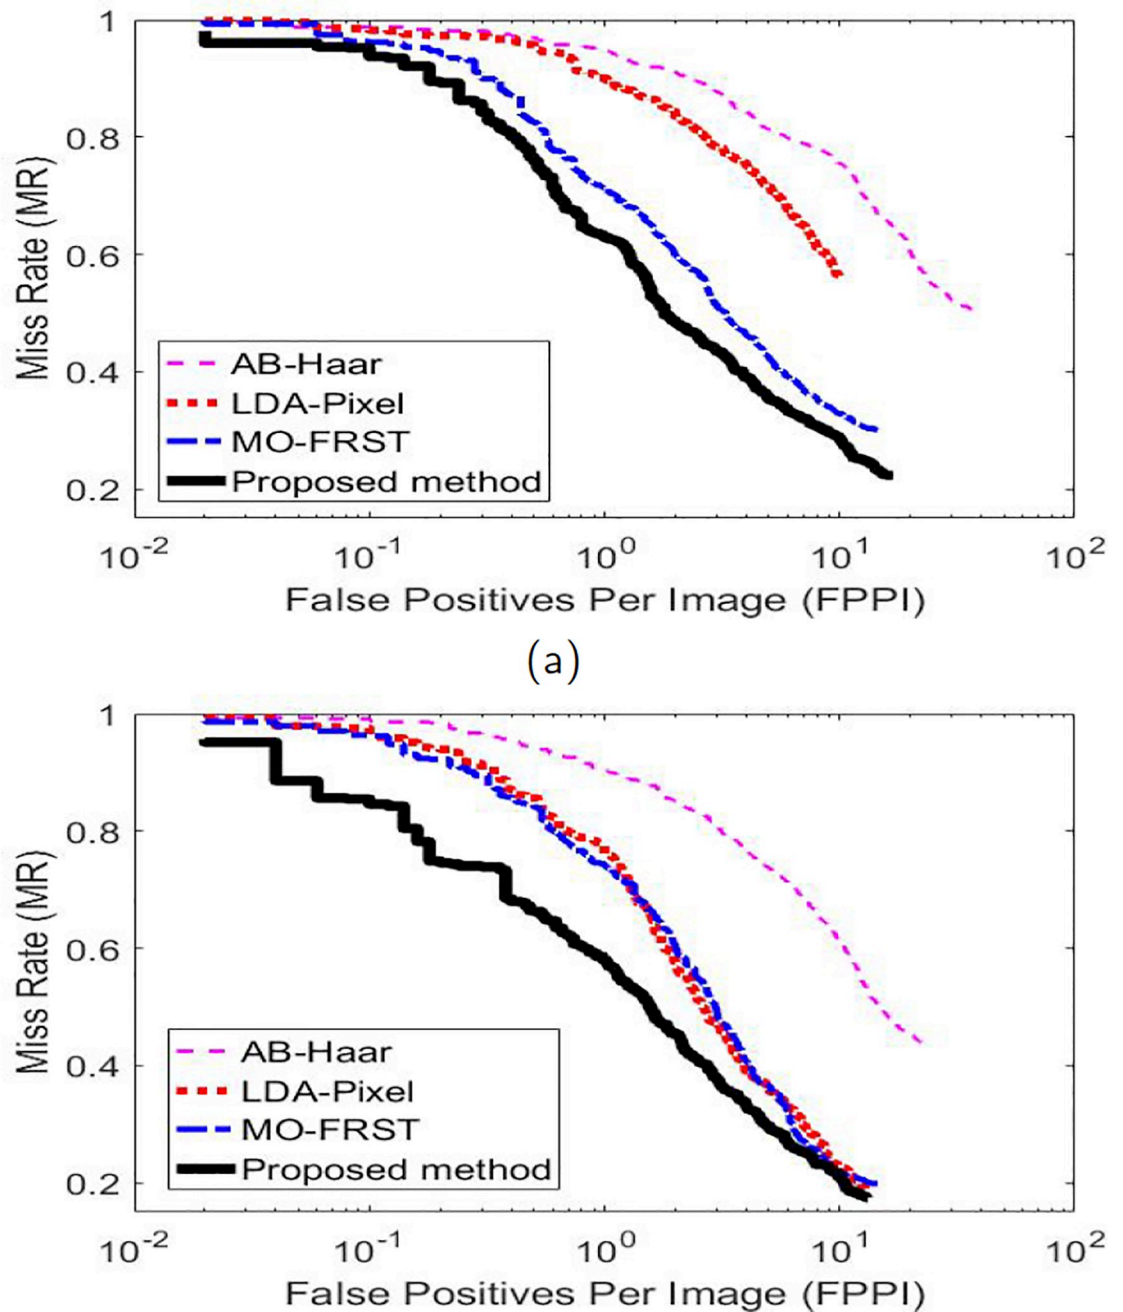 1
0.8
0.6
0.4
0.2
Miss Rate (MR)
AB-Haar
LDA-Pixel
MO-FRST
Proposed method
10⁻² 10⁻¹ 10⁰ 10¹ 10²
False Positives Per Image (FPPI)
(a)
1
0.8
0.6
0.4
0.2
Miss Rate (MR)
AB-Haar
LDA-Pixel
MO-FRST
Proposed method
10⁻² 10⁻¹ 10⁰ 10¹ 10²
False Positives Per Image (FPPI)